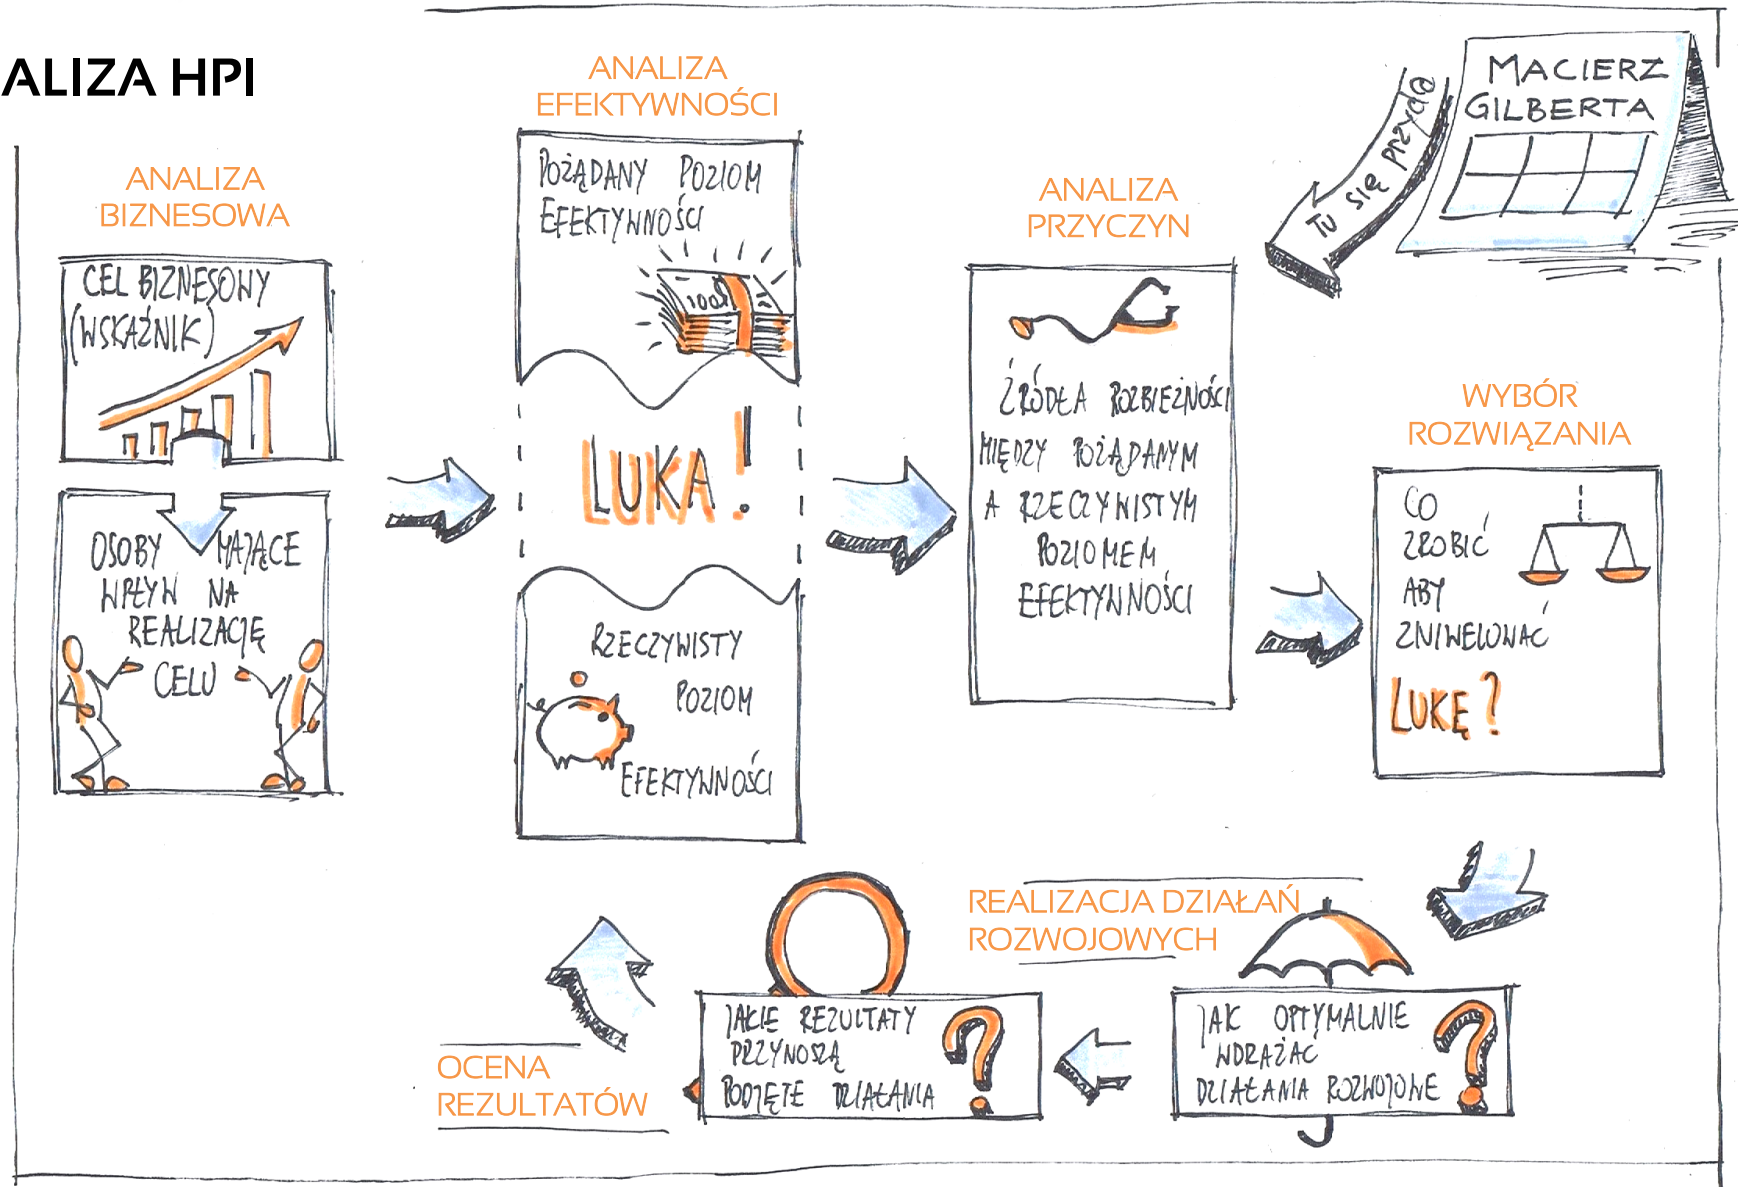 ALIZA HPI
ANALIZA
BIZNESOWA
CEL BIZNESOWY
(WSKAŹNIK)
OSOBY MAJĄCE
WPŁYW NA
REALIZACJĘ
CELU
ANALIZA
EFEKTYWNOŚCI
POŻĄDANY POZIOM
EFEKTYWNOŚCI
100
LUKA!
RZECZYWISTY
POZIOM
EFEKTYWNOŚCI
ANALIZA
PRZYCZYN
ŹRÓDŁA ROZBIEŻNOŚCI
MIĘDZY POŻĄDANYM
A RZECZYWISTYM
POZIOMEM
EFEKTYWNOŚCI
Tu się przyda
MACIERZ
GILBERTA
WYBÓR
ROZWIĄZANIA
CO
ZROBIĆ
ABY
ZNIWELOWAĆ
LUKĘ?
REALIZACJA DZIAŁAŃ
ROZWOJOWYCH
JAK OPTYMALNIE
WDRAŻAĆ
DZIAŁANIA ROZWOJOWE ?
OCENA
REZULTATÓW
JAKIE REZULTATY
PRZYNOSZĄ
PODJĘTE DZIAŁANIA ?